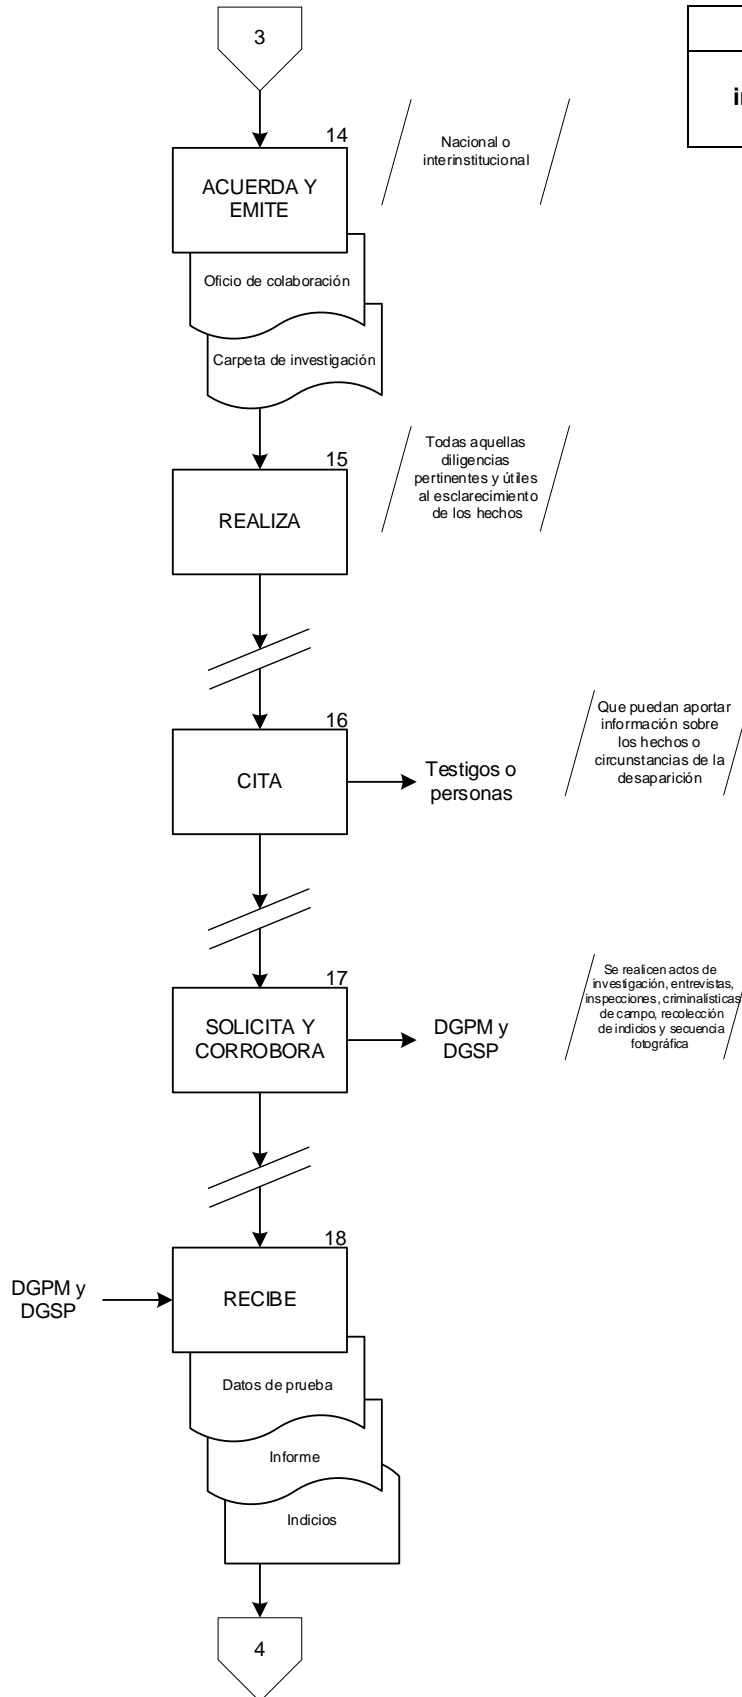 3
14
ACUERDA Y
EMITE
Nacional o
interinstitucional
Oficio de colaboración
Carpeta de investigación
15
REALIZA
Todas aquellas
diligencias
pertinentes y útiles
al esclarecimiento
de los hechos
16
CITA
Testigos o
personas
Que puedan aportar
información sobre
los hechos o
circunstancias de la
desaparición
17
SOLICITA Y
CORROBORA
DGPM y
DGSP
Se realicen actos de
investigación, entrevistas,
inspecciones, criminalísticas
de campo, recolección
de indicios y secuencia
fotográfica
18
DGPM y
DGSP
RECIBE
Datos de prueba
Informe
Indicios
4